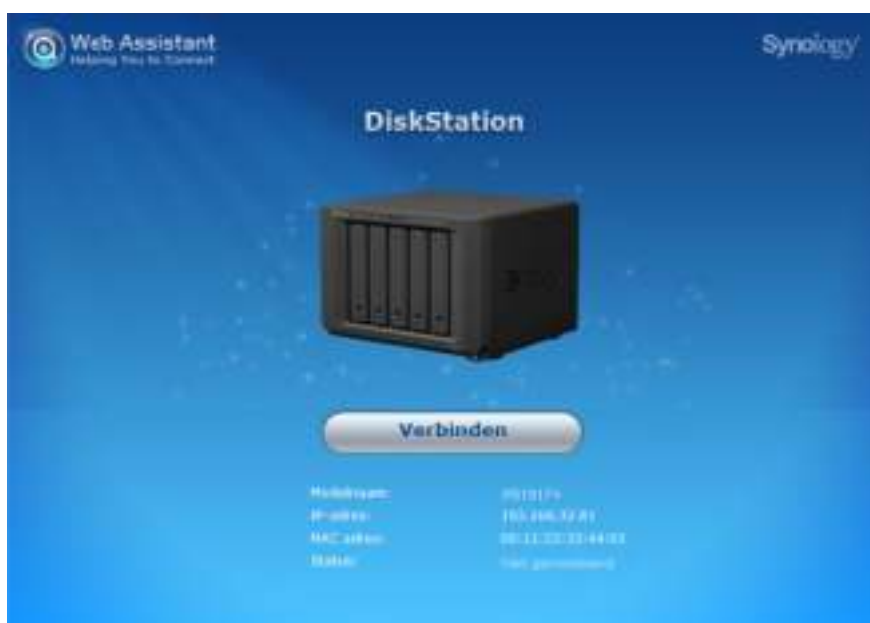 Web Assistant
Helping You to Connect
Synology
DiskStation
Verbinden
Modelnaam:
IP-adres:
MAC-adres:
Status: